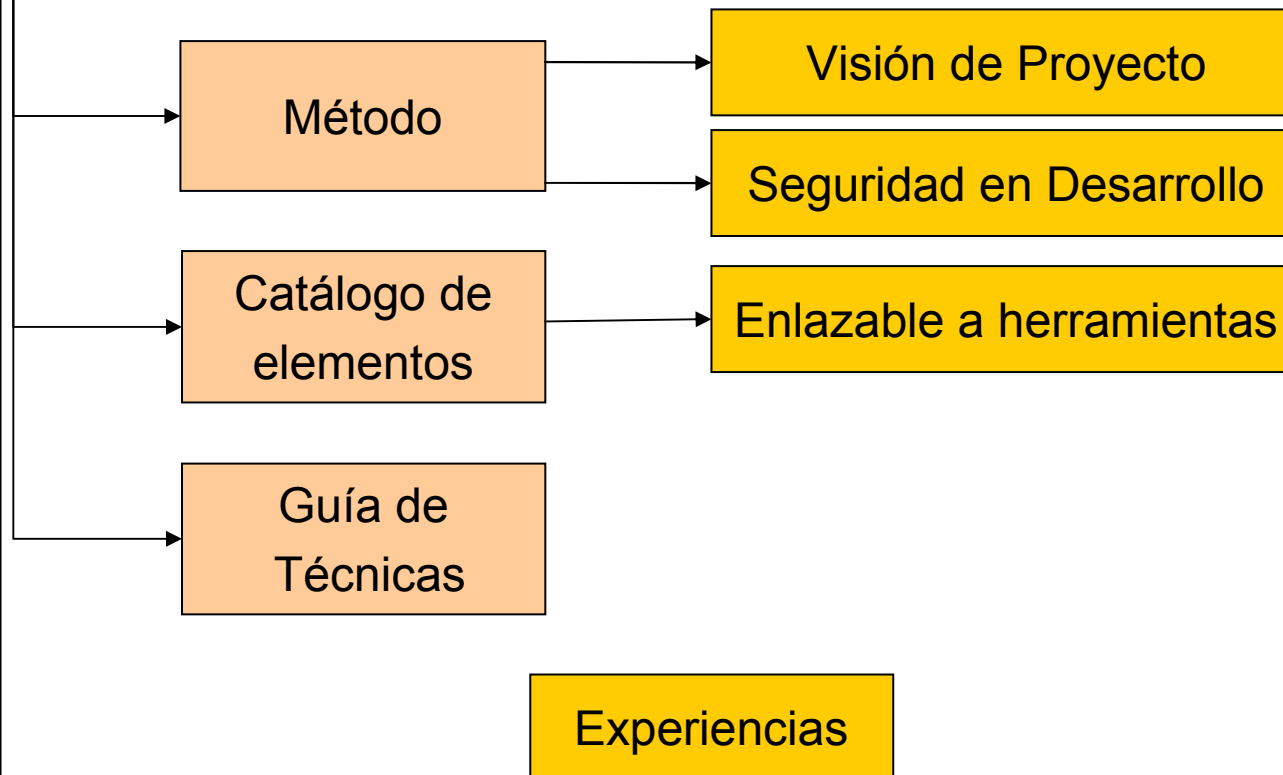 Método
Visión de Proyecto
Seguridad en Desarrollo
Catálogo de
elementos
Enlazable a herramientas
Guía de
Técnicas
Experiencias